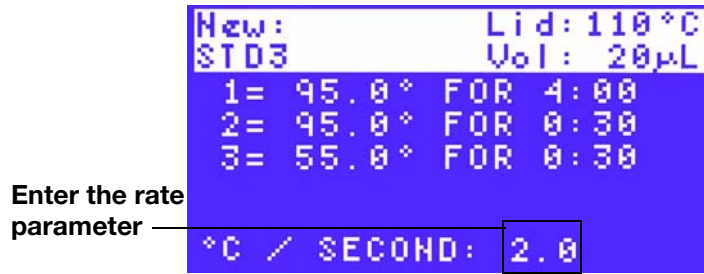 New: Lid:110°C
STD3 Vol: 20µL
1= 95.0° FOR 4:00
2= 95.0° FOR 0:30
3= 55.0° FOR 0:30
Enter the rate
parameter
°C / SECOND: 2.0